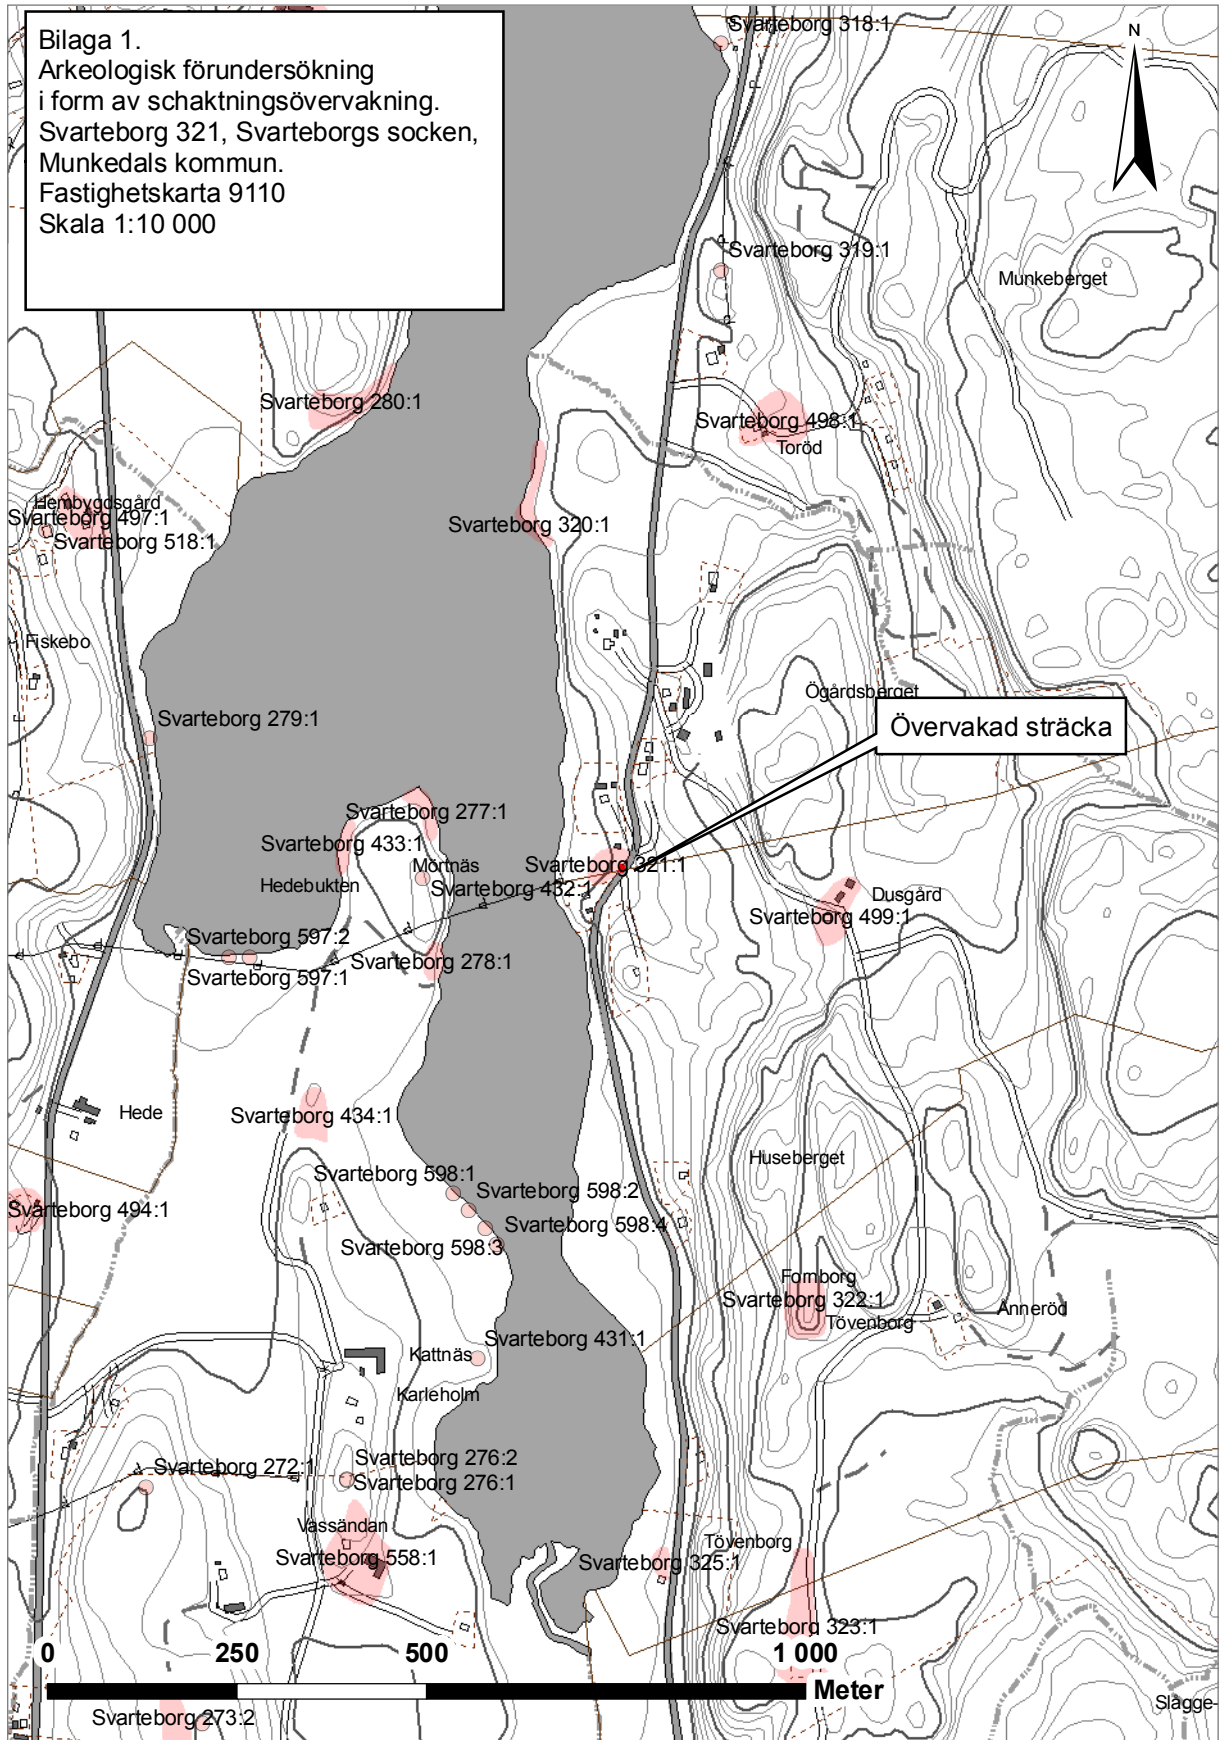 Bilaga 1.
Arkeologisk förundersökning
i form av schaktningsövervakning.
Svarteborg 321, Svarteborgs socken,
Munkedals kommun.
Fastighetskarta 9110
Skala 1:10 000
Svarteborg 318:1
N
Svarteborg 319:1
Munkeberget
Svarteborg 280:1
Svarteborg 498:1
Toröd
Hembygdsgård
Svarteborg 497:1
Svarteborg 518:1
Svarteborg 320:1
Fiskebo
Ögårdsberget
Svarteborg 279:1
Övervakad sträcka
Svarteborg 277:1
Svarteborg 433:1
Mörtnäs
Svarteborg 321:1
Hedebukten
Svarteborg 432:1
Dusgård
Svarteborg 499:1
Svarteborg 597:2
Svarteborg 278:1
Svarteborg 597:1
Hede
Svarteborg 434:1
Huseberget
Svarteborg 598:1
Svarteborg 598:2
Svarteborg 494:1
Svarteborg 598:4
Svarteborg 598:3
Fornborg
Svarteborg 322:1
Tövenborg
Ånneröd
Svarteborg 431:1
Kattnäs
Karleholm
Svarteborg 276:2
Svarteborg 272:1
Svarteborg 276:1
Vassändan
Tövenborg
Svarteborg 558:1
Svarteborg 325:1
Svarteborg 323:1
0 250 500 1 000
Meter
Slägge-
Svarteborg 273:2